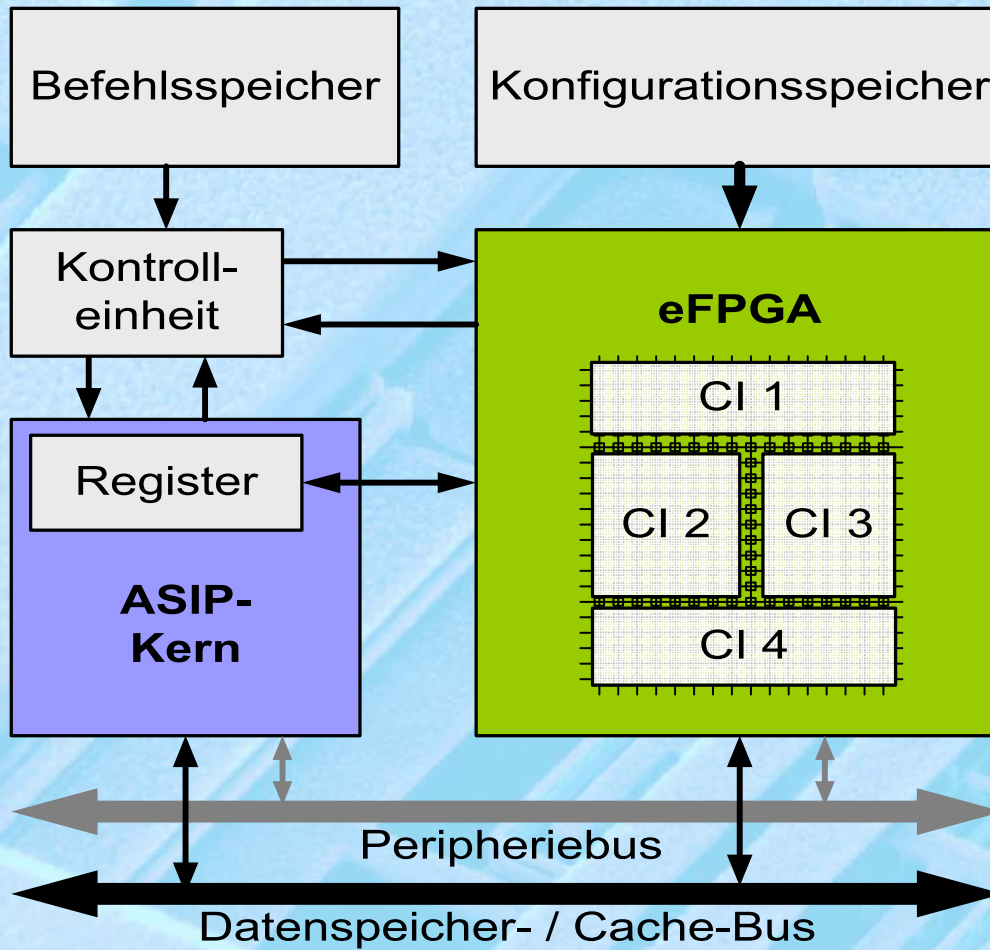 Befehlsspeicher
Konfigurationsspeicher
Kontroll-
einheit
eFPGA
CI 1
Register
CI 2
CI 3
ASIP-
Kern
CI 4
Peripheriebus
Datenspeicher- / Cache-Bus